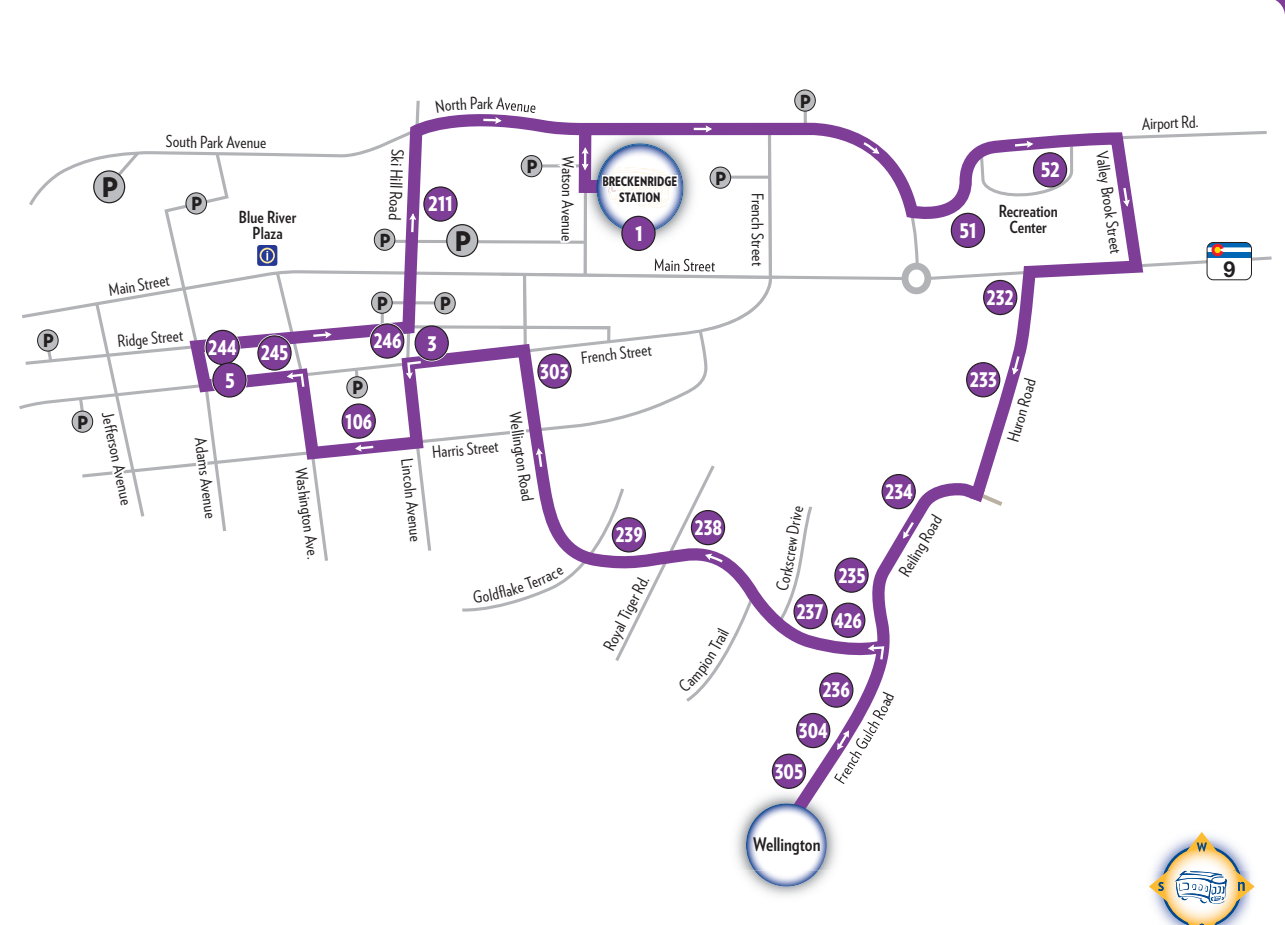 North Park Avenue
P
South Park Avenue
Airport Rd.
P
P
Ski Hill Road
P
Watson Avenue
BRECKENRIDGE
STATION
1
P
French Street
52
Valley Brook Street
Recreation
Center
51
P
211
Blue River
Plaza
i
P
P
Main Street
9
Main Street
232
P
P
Ridge Street
P
244
245
246
3
French Street
303
5
P
233
Huron Road
P
106
Jefferson Avenue
Adams Avenue
Washington Ave.
Lincoln Avenue
Harris Street
Wellington Road
234
Reiling Road
239
238
Corkscrew Drive
235
Goldflake Terrace
Royal Tiger Rd.
237
426
Campion Trail
236
304
305
French Gulch Road
Wellington
W
S
n